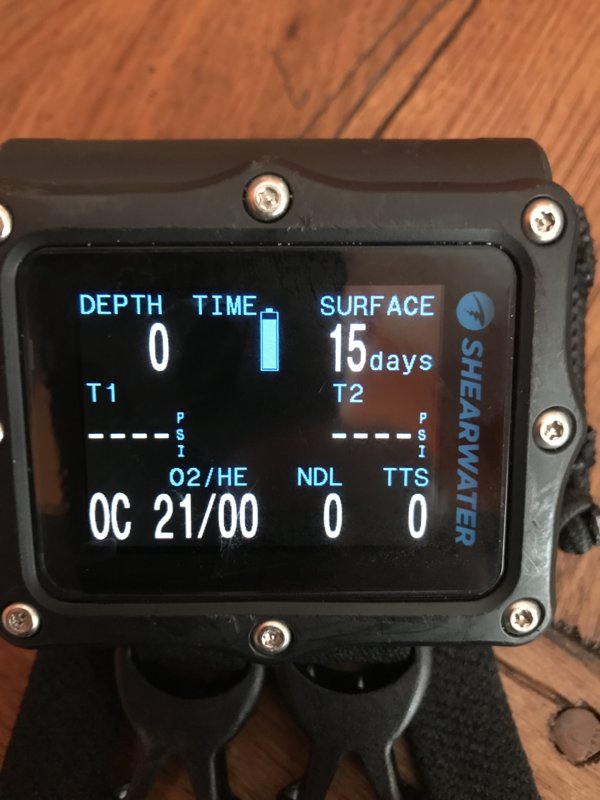 DEPTH TIME SURFACE
0 15days
T1 T2
---- PSI ---- PSI
O2/HE NDL TTS
OC 21/00 0 0
SHEARWATER